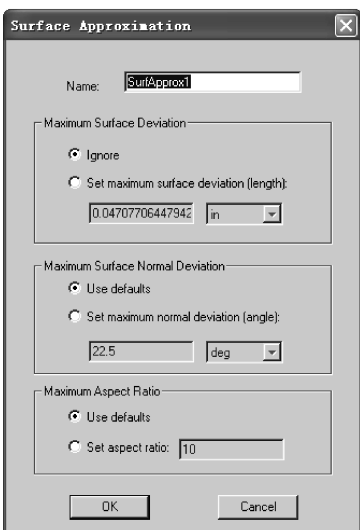 Surface Approximation
Name: SurfApprox1
Maximum Surface Deviation
Ignore
Set maximum surface deviation (length):
0.04707706447942 in
Maximum Surface Normal Deviation
Use defaults
Set maximum normal deviation (angle):
22.5 deg
Maximum Aspect Ratio
Use defaults
Set aspect ratio: 10
OK Cancel